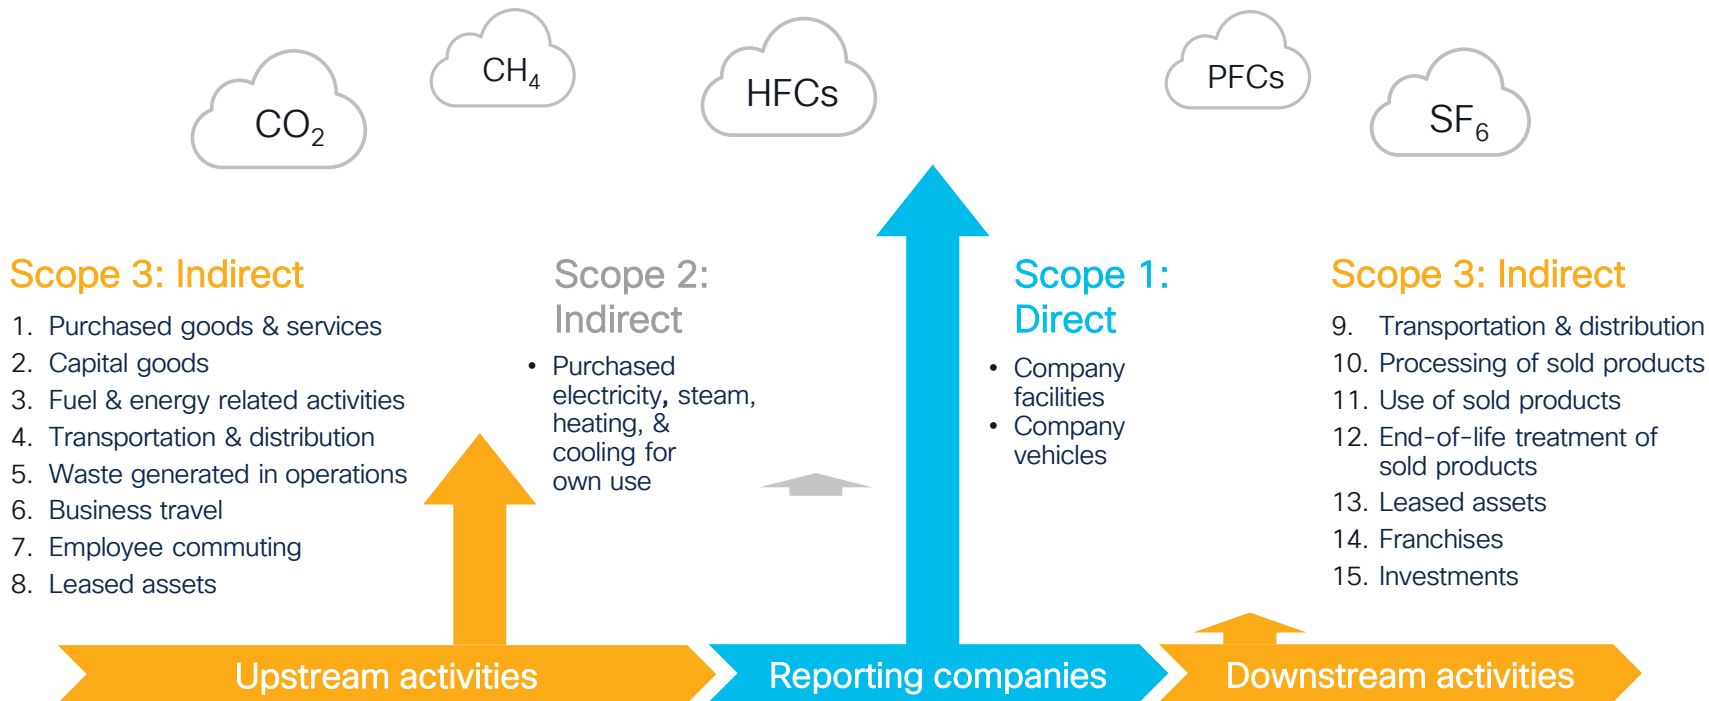 CO₂
CH₄
HFCs
PFCs
SF₆
Scope 3: Indirect
1. Purchased goods & services
2. Capital goods
3. Fuel & energy related activities
4. Transportation & distribution
5. Waste generated in operations
6. Business travel
7. Employee commuting
8. Leased assets
Scope 2:
Indirect
• Purchased
electricity, steam,
heating, &
cooling for
own use
Scope 1:
Direct
• Company
facilities
• Company
vehicles
Scope 3: Indirect
9. Transportation & distribution
10. Processing of sold products
11. Use of sold products
12. End-of-life treatment of
sold products
13. Leased assets
14. Franchises
15. Investments
Upstream activities
Reporting companies
Downstream activities